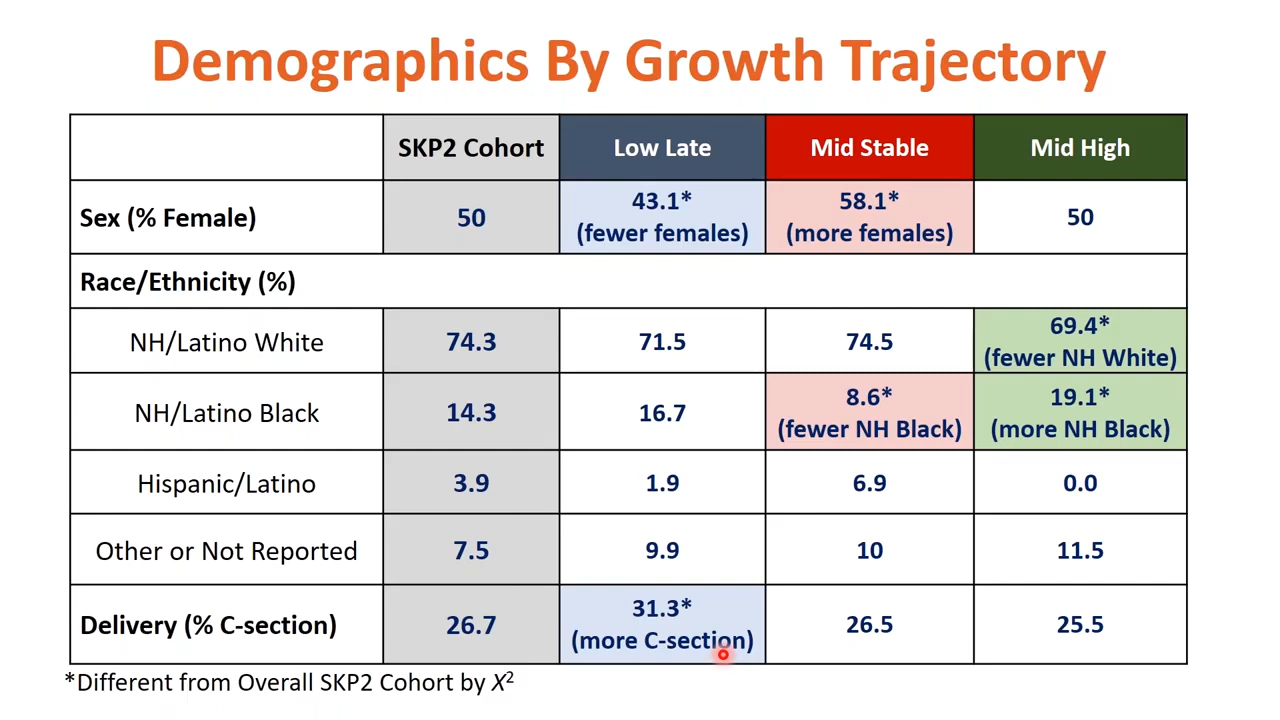 Demographics By Growth Trajectory
SKP2 Cohort Low Late Mid Stable Mid High
Sex (% Female) 50 43.1* (fewer females) 58.1* (more females) 50
Race/Ethnicity (%)
NH/Latino White 74.3 71.5 74.5 69.4* (fewer NH White)
NH/Latino Black 14.3 16.7 8.6* (fewer NH Black) 19.1* (more NH Black)
Hispanic/Latino 3.9 1.9 6.9 0.0
Other or Not Reported 7.5 9.9 10 11.5
Delivery (% C-section) 26.7 31.3* (more C-section) 26.5 25.5
*Different from Overall SKP2 Cohort by X²